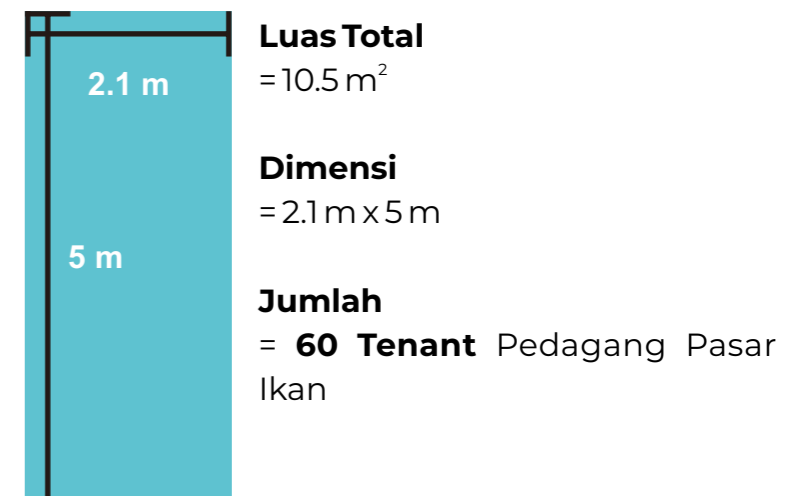 2.1 m
5 m
Luas Total
= 10.5 m²
Dimensi
= 2.1 m x 5 m
Jumlah
= 60 Tenant Pedagang Pasar
Ikan